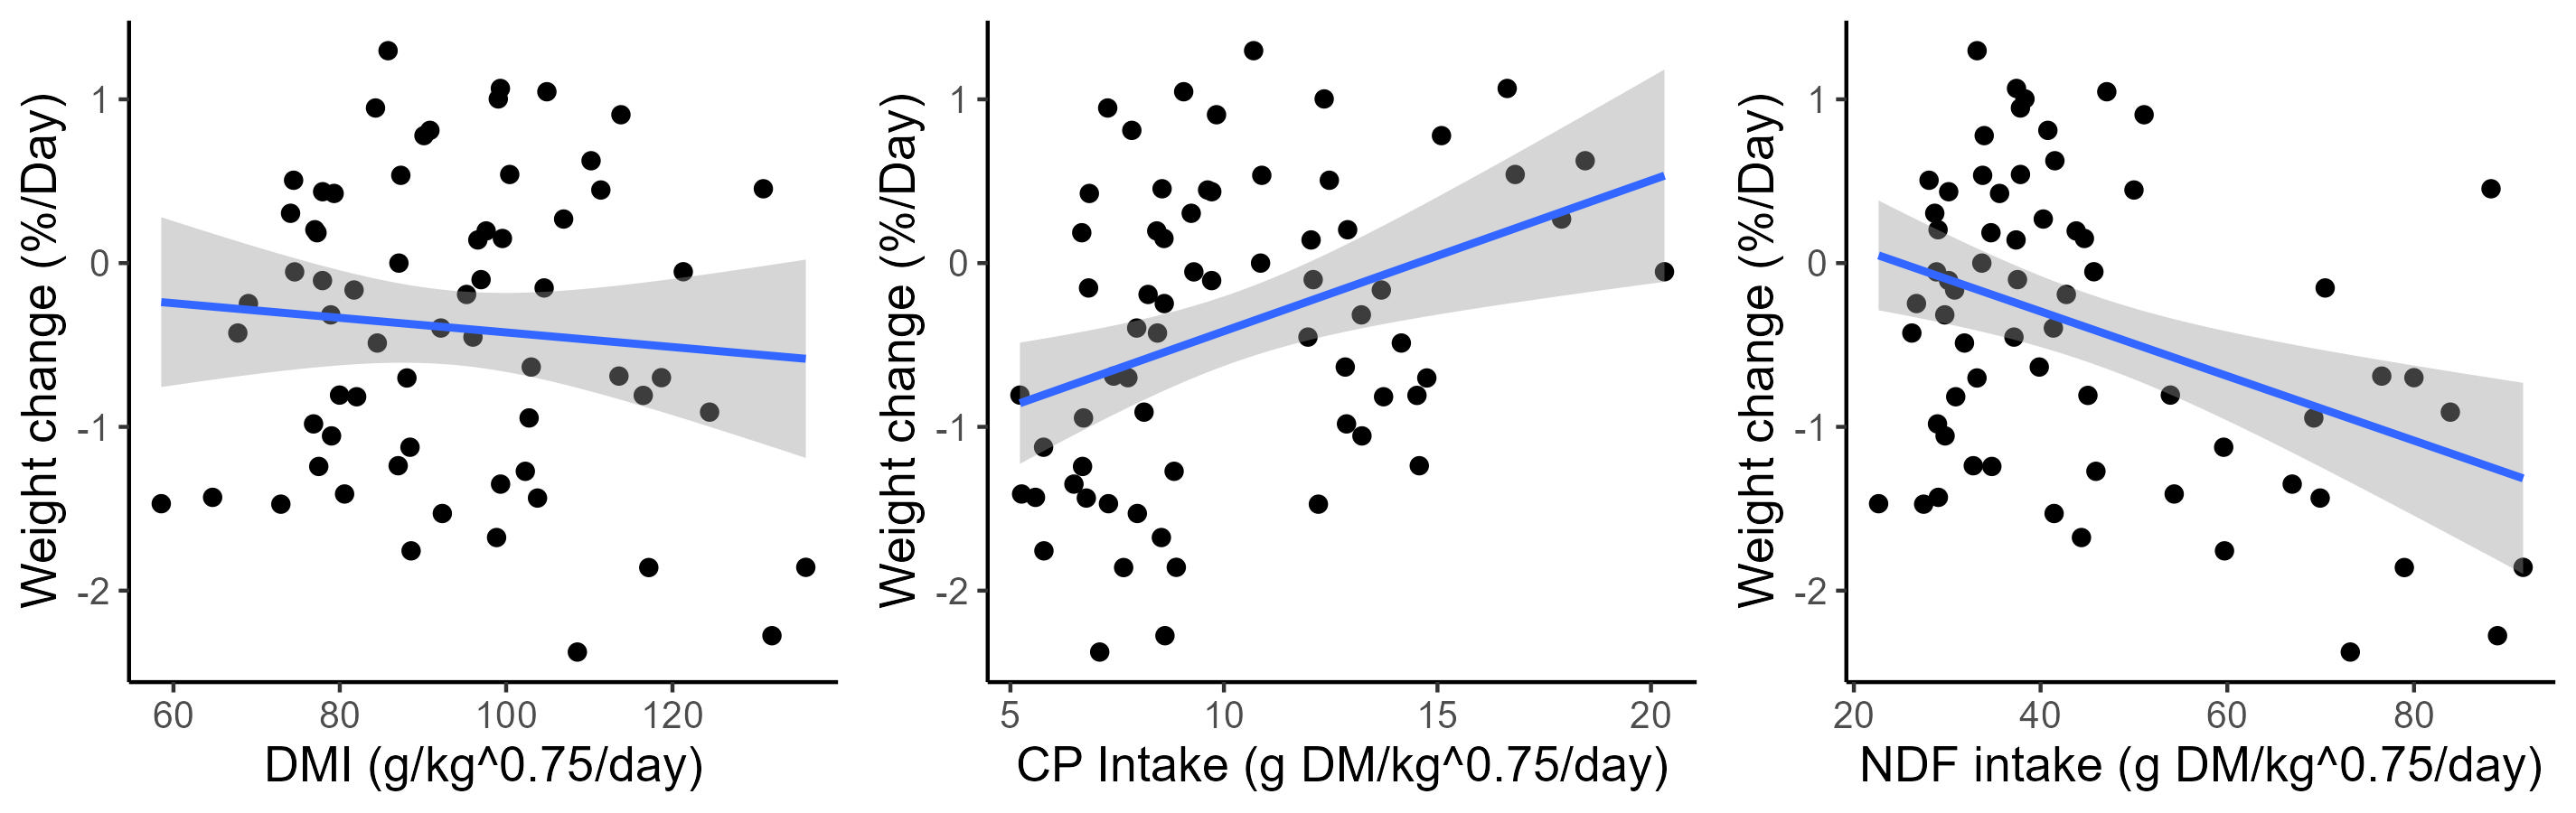 Weight change (%/Day)
1
0
-1
-2
60 80 100 120
DMI (g/kg^0.75/day)
Weight change (%/Day)
1
0
-1
-2
5 10 15 20
CP Intake (g DM/kg^0.75/day)
Weight change (%/Day)
1
0
-1
-2
20 40 60 80
NDF intake (g DM/kg^0.75/day)